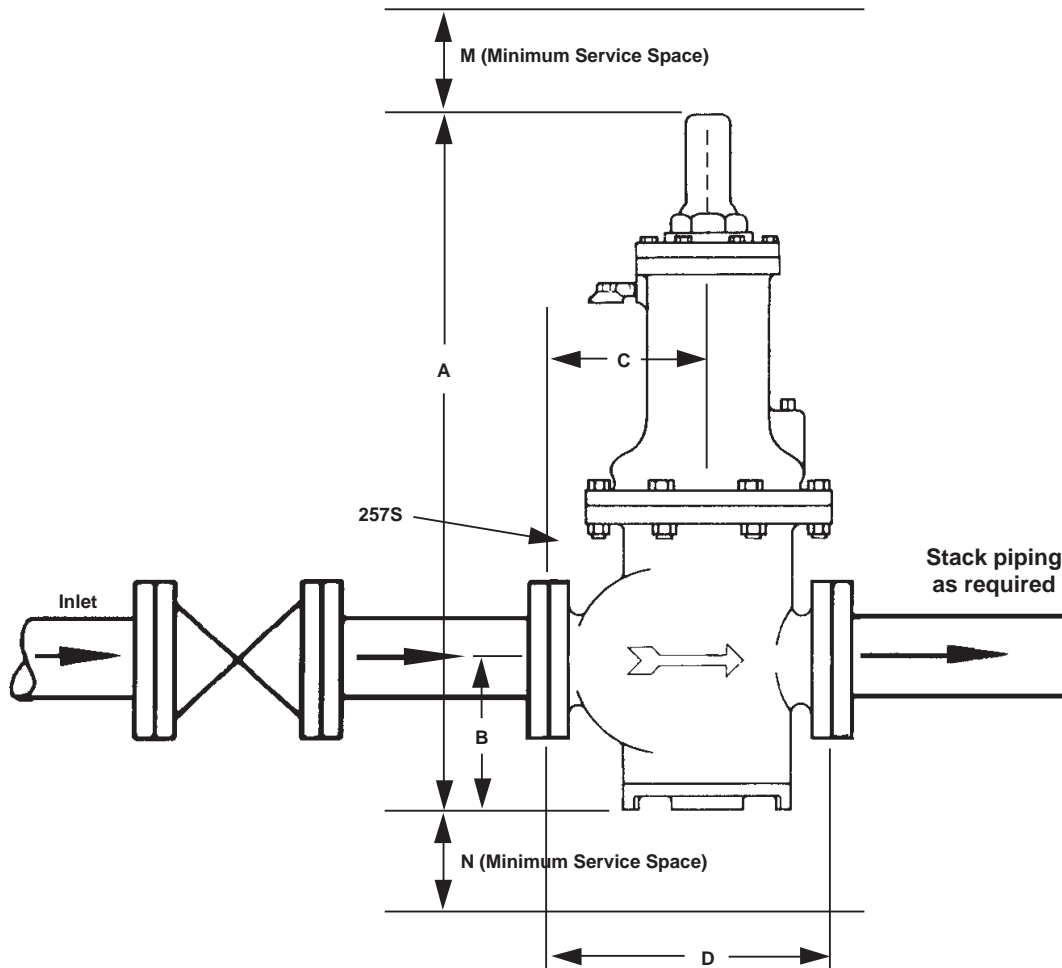 M (Minimum Service Space)
C
A
257S
Stack piping
as required
Inlet
B
N (Minimum Service Space)
D